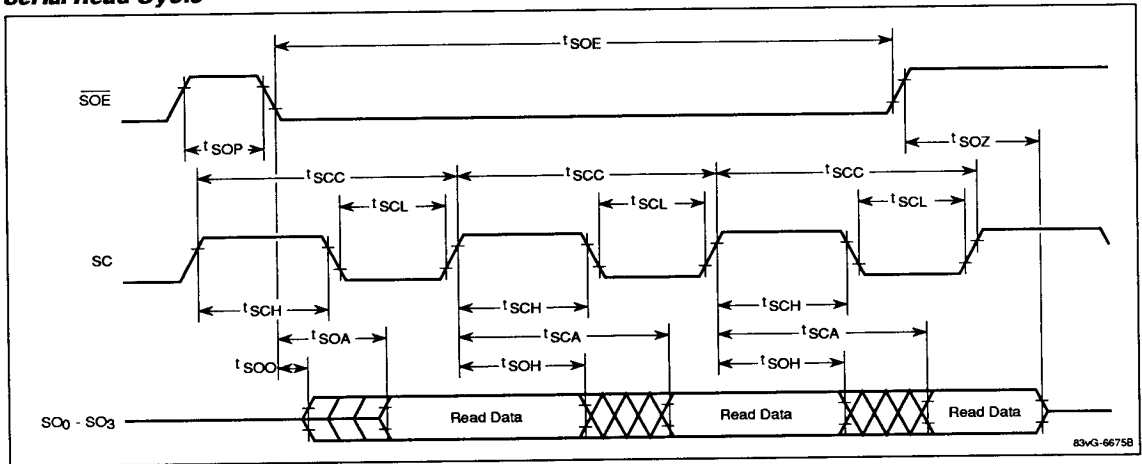 Serial Read Cycle
tSOE
SOE
tSOP
tSOZ
tSCC
tSCC
tSCC
tSCL
tSCL
tSCL
SC
tSCH
tSCH
tSCH
tSOA
tSCA
tSCA
tSOO
tSOH
tSOH
SO0 - SO3
Read Data
Read Data
Read Data
83vG-6675B